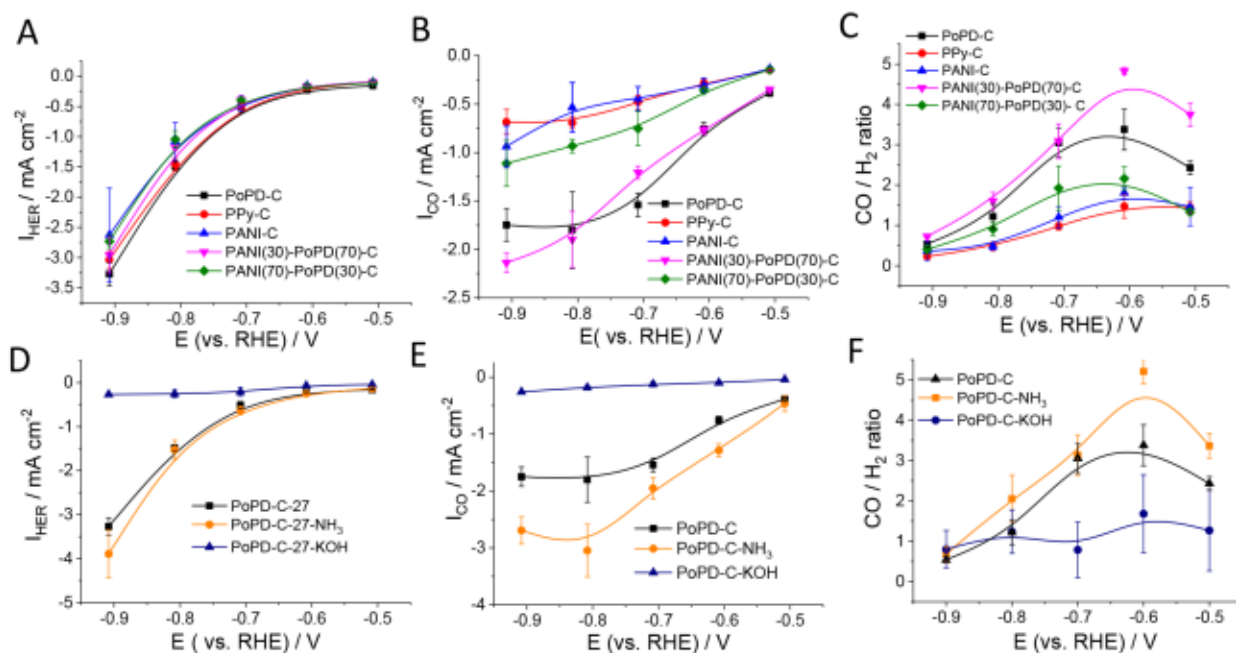 A
I_HER / mA cm⁻²
0.0
-0.5
-1.0
-1.5
-2.0
-2.5
-3.0
-3.5
PoPD-C
PPy-C
PANI-C
PANI(30)-PoPD(70)-C
PANI(70)-PoPD(30)-C
-0.9 -0.8 -0.7 -0.6 -0.5
E (vs. RHE) / V
B
I_CO / mA cm⁻²
0.0
-0.5
-1.0
-1.5
-2.0
-2.5
PoPD-C
PPy-C
PANI-C
PANI(30)-PoPD(70)-C
PANI(70)-PoPD(30)-C
-0.9 -0.8 -0.7 -0.6 -0.5
E( vs. RHE) / V
C
PoPD-C
PPy-C
PANI-C
PANI(30)-PoPD(70)-C
PANI(70)-PoPD(30)- C
CO / H₂ ratio
5
4
3
2
1
0
-0.9 -0.8 -0.7 -0.6 -0.5
E (vs. RHE) / V
D
I_HER / mA cm⁻²
0
-1
-2
-3
-4
-5
PoPD-C-27
PoPD-C-27-NH₃
PoPD-C-27-KOH
-0.9 -0.8 -0.7 -0.6 -0.5
E ( vs. RHE) / V
E
I_CO / mA cm⁻²
0
-1
-2
-3
-4
PoPD-C
PoPD-C-NH₃
PoPD-C-KOH
-0.9 -0.8 -0.7 -0.6 -0.5
E (vs. RHE) / V
F
CO / H₂ ratio
5
4
3
2
1
0
PoPD-C
PoPD-C-NH₃
PoPD-C-KOH
-0.9 -0.8 -0.7 -0.6 -0.5
E (vs. RHE) / V